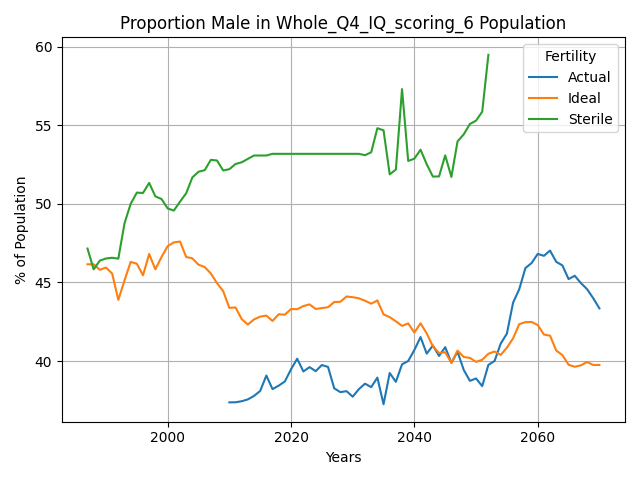 Proportion Male in Whole_Q4_IQ_scoring_6 Population
Fertility
Actual
Ideal
Sterile
% of Population
60
55
50
45
40
2000
2020
2040
2060
Years